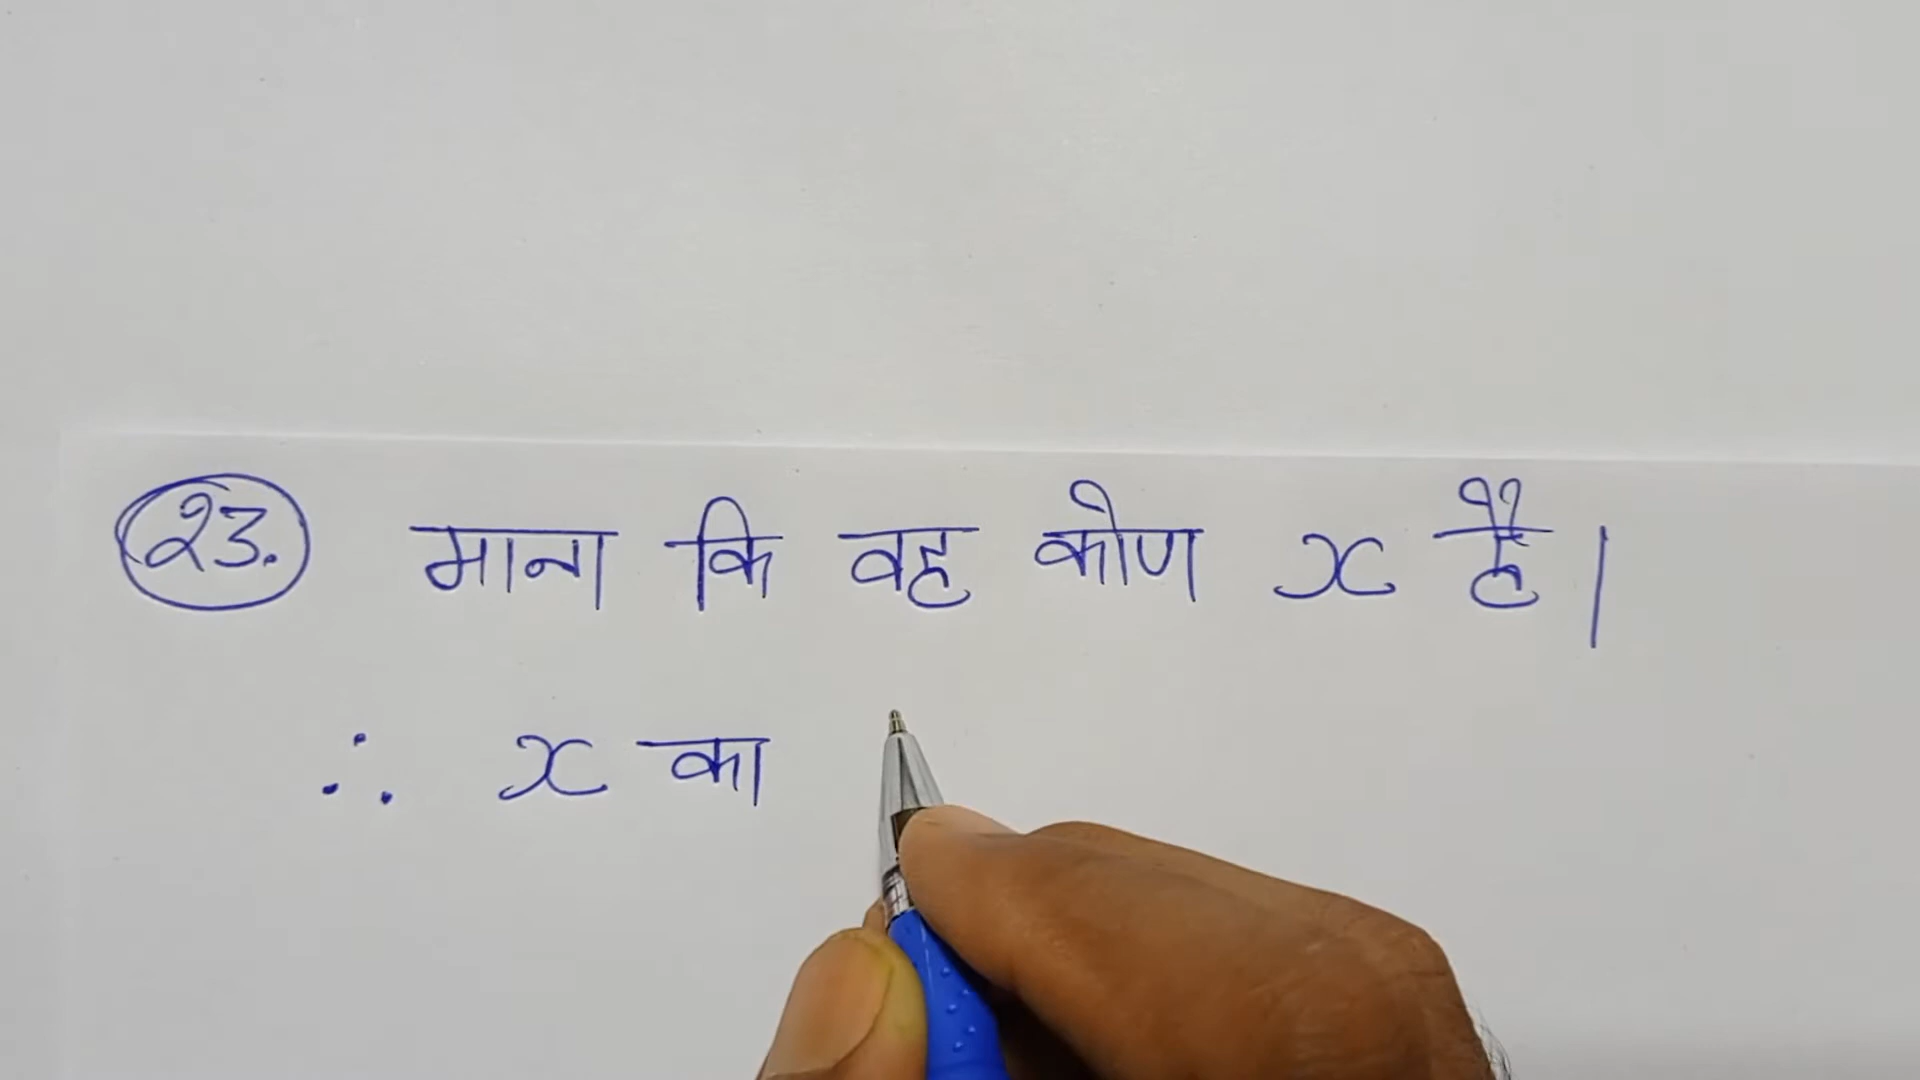 23. माना कि वह कोण x है।
∴ x का